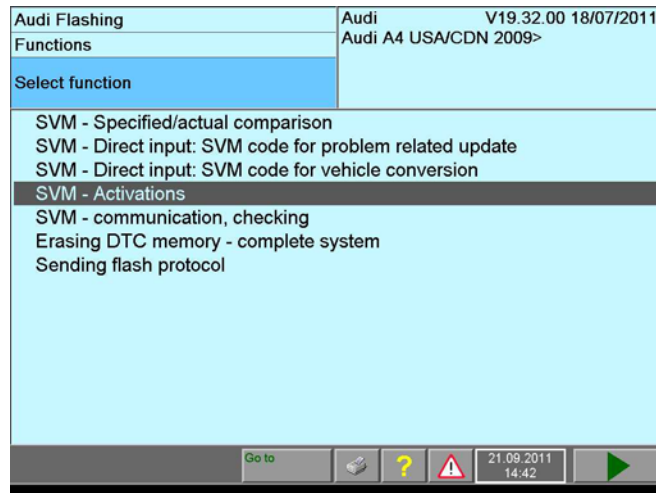 Audi Flashing
Functions
Select function
Audi V19.32.00 18/07/2011
Audi A4 USA/CDN 2009>
SVM - Specified/actual comparison
SVM - Direct input: SVM code for problem related update
SVM - Direct input: SVM code for vehicle conversion
SVM - Activations
SVM - communication, checking
Erasing DTC memory - complete system
Sending flash protocol
Go to
?
21.09.2011
14:42